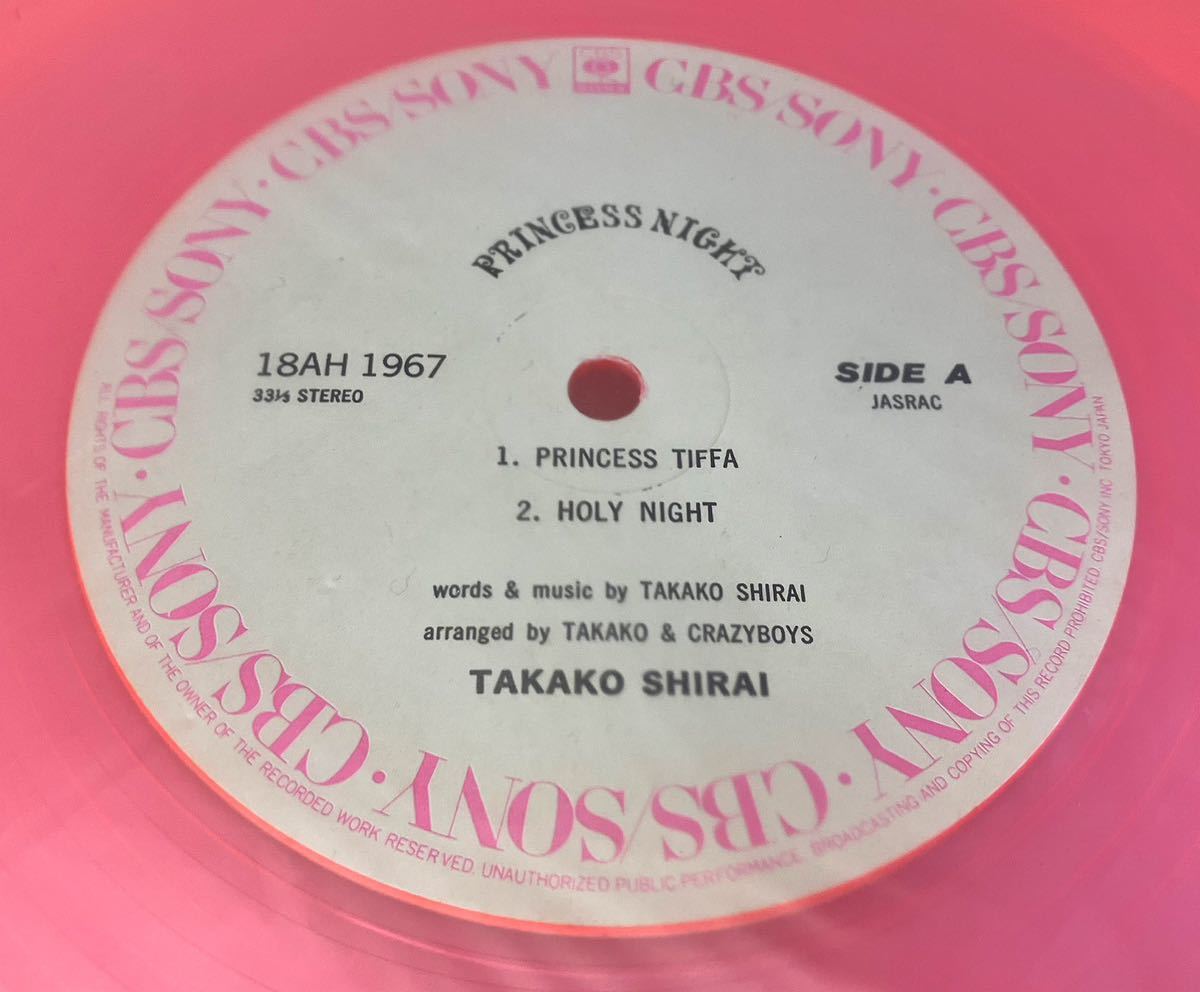 CBS/SONY · CBS/SONY · CBS/SONY · CBS/SONY · CBS/SONY · CBS/SONY · CBS/SONY · CBS/SONY
PRINCESS NIGHT
18AH 1967
33⅓ STEREO
SIDE A
JASRAC
1. PRINCESS TIFFA
2. HOLY NIGHT
words & music by TAKAKO SHIRAI
arranged by TAKAKO & CRAZYBOYS
TAKAKO SHIRAI
ALL RIGHTS OF THE MANUFACTURER AND OF THE OWNER OF THE RECORDED WORK RESERVED. UNAUTHORIZED PUBLIC PERFORMANCE, BROADCASTING AND COPYING OF THIS RECORD PROHIBITED. CBS/SONY INC. TOKYO JAPAN